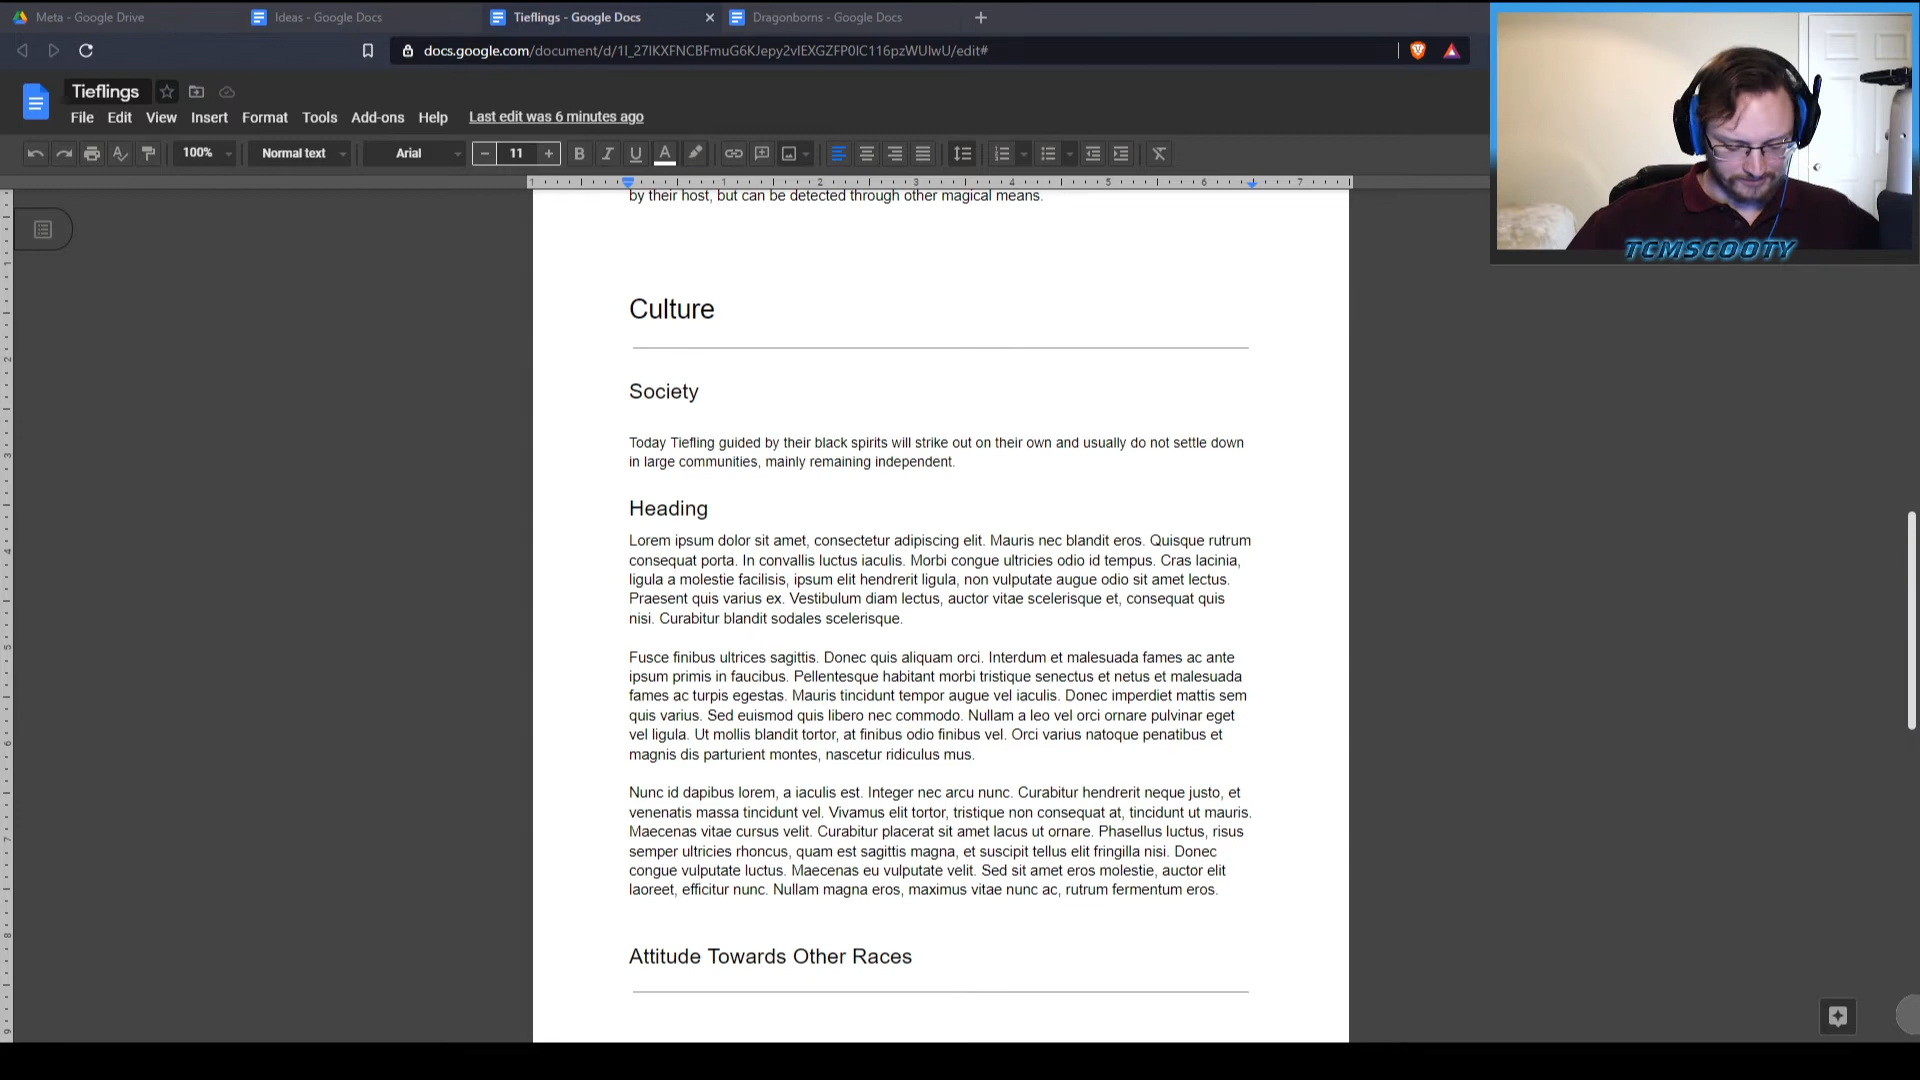 Meta - Google Drive
Ideas - Google Docs
Tieflings - Google Docs
Dragonborns - Google Docs
Tieflings
File Edit View Insert Format Tools Add-ons Help Last edit was 6 minutes ago
100% Normal text Arial 11
1 1 2 3 4 5 6 7
by their host, but can be detected through other magical means.
Culture
Society
Today Tiefling guided by their black spirits will strike out on their own and usually do not settle down
in large communities, mainly remaining independent.
Heading
Lorem ipsum dolor sit amet, consectetur adipiscing elit. Mauris nec blandit eros. Quisque rutrum
consequat porta. In convallis luctus iaculis. Morbi congue ultricies odio id tempus. Cras lacinia,
ligula a molestie facilisis, ipsum elit hendrerit ligula, non vulputate augue odio sit amet lectus.
Praesent quis varius ex. Vestibulum diam lectus, auctor vitae scelerisque et, consequat quis
nisi. Curabitur blandit sodales scelerisque.
Fusce finibus ultrices sagittis. Donec quis aliquam orci. Interdum et malesuada fames ac ante
ipsum primis in faucibus. Pellentesque habitant morbi tristique senectus et netus et malesuada
fames ac turpis egestas. Mauris tincidunt tempor augue vel iaculis. Donec imperdiet mattis sem
quis varius. Sed euismod quis libero nec commodo. Nullam a leo vel orci ornare pulvinar eget
vel ligula. Ut mollis blandit tortor, at finibus odio finibus vel. Orci varius natoque penatibus et
magnis dis parturient montes, nascetur ridiculus mus.
Nunc id dapibus lorem, a iaculis est. Integer nec arcu nunc. Curabitur hendrerit neque justo, et
venenatis massa tincidunt vel. Vivamus elit tortor, tristique non consequat at, tincidunt ut mauris.
Maecenas vitae cursus velit. Curabitur placerat sit amet lacus ut ornare. Phasellus luctus, risus
semper ultricies rhoncus, quam est sagittis magna, et suscipit tellus elit fringilla nisi. Donec
congue vulputate luctus. Maecenas eu vulputate velit. Sed sit amet eros molestie, auctor elit
laoreet, efficitur nunc. Nullam magna eros, maximus vitae nunc ac, rutrum fermentum eros.
Attitude Towards Other Races
TCMSCOOTY